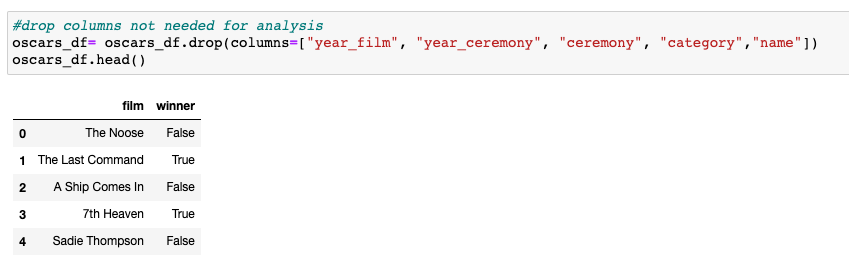 #drop columns not needed for analysis
oscars_df= oscars_df.drop(columns=["year_film", "year_ceremony", "ceremony", "category","name"])
oscars_df.head()
film winner
0 The Noose False
1 The Last Command True
2 A Ship Comes In False
3 7th Heaven True
4 Sadie Thompson False